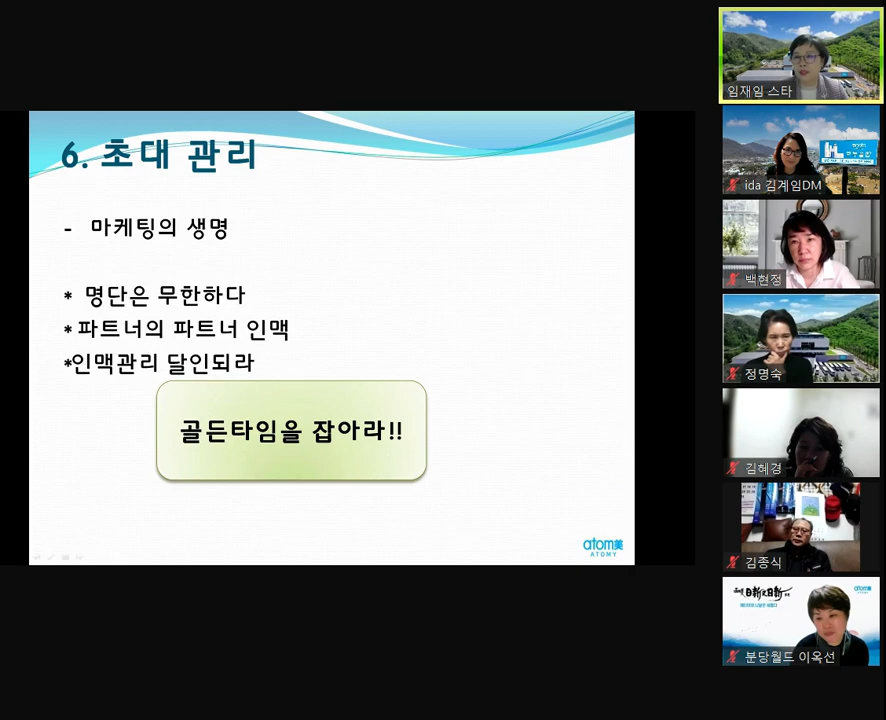 6. 초대 관리
- 마케팅의 생명
* 명단은 무한하다
* 파트너의 파트너 인맥
*인맥관리 달인되라
골든타임을 잡아라!!
atom美
ATOMY
임재임 스타
ida 김계임DM
백현정
정명숙
김혜경
김종식
atom美
분당월드 이옥선